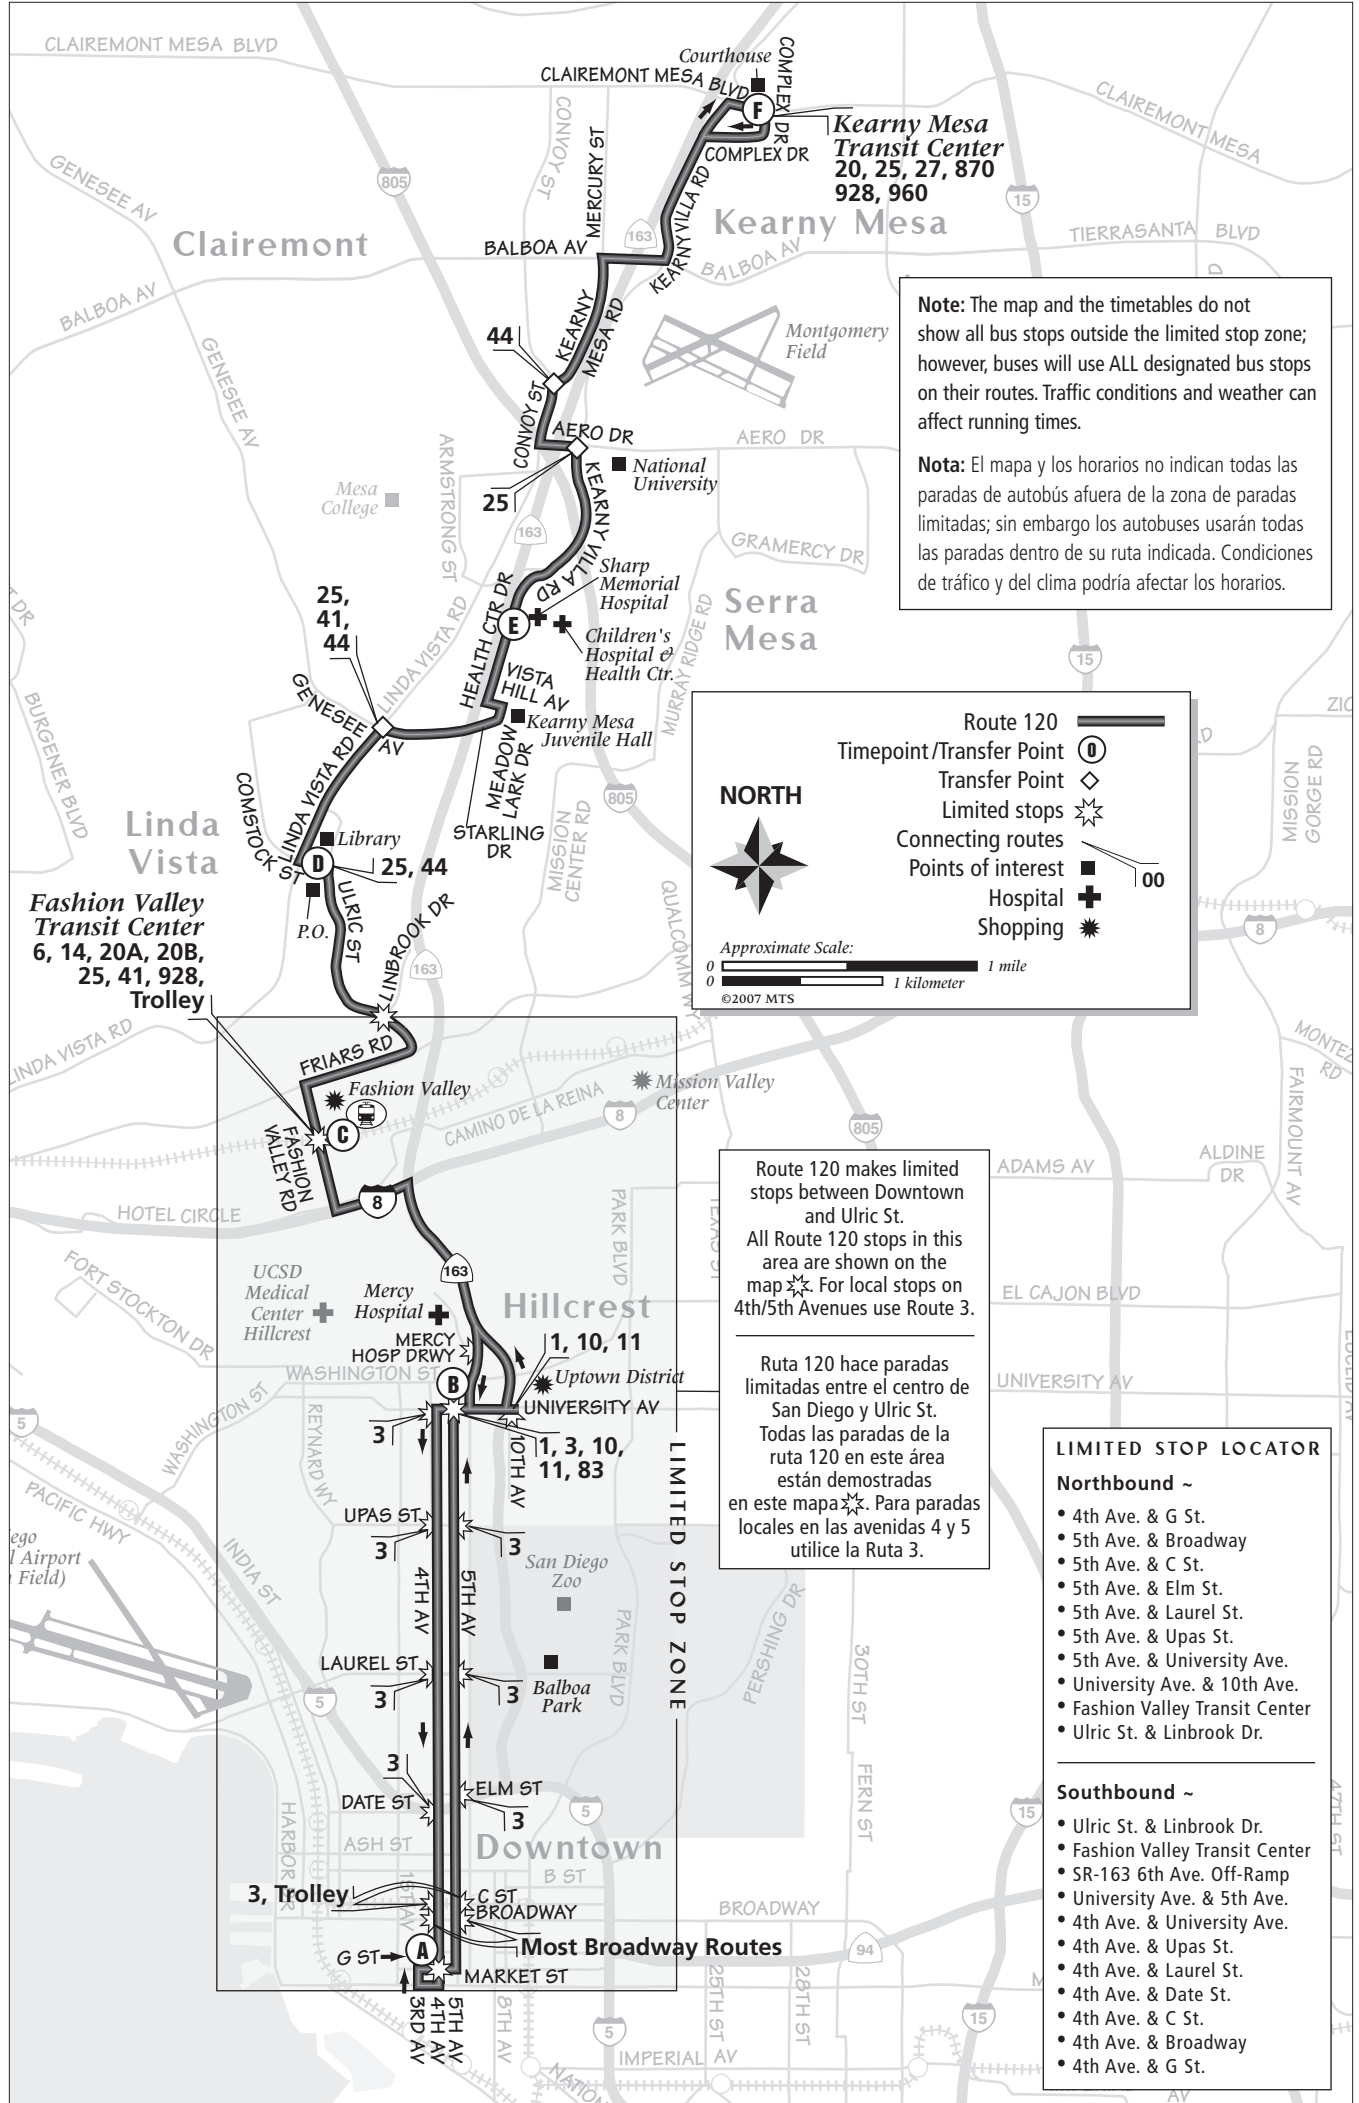 CLAIREMONT MESA BLVD
Courthouse
COMPLEX DR
CLAIREMONT MESA BLVD
F
CLAIREMONT MESA
Kearny Mesa
Transit Center
20, 25, 27, 870
928, 960
COMPLEX DR
CONVOY ST
MERCURY ST
GENESEE AV
805
15
KEARNY VILLA RD
Kearny Mesa
163
Clairemont
BALBOA AV
BALBOA AV
TIERRASANTA BLVD
BALBOA AV
Note: The map and the timetables do not
show all bus stops outside the limited stop zone;
however, buses will use ALL designated bus stops
on their routes. Traffic conditions and weather can
affect running times.
Nota: El mapa y los horarios no indican todas las
paradas de autobús afuera de la zona de paradas
limitadas; sin embargo los autobuses usarán todas
las paradas dentro de su ruta indicada. Condiciones
de tráfico y del clima podría afectar los horarios.
KEARNY
MESA RD
44
Montgomery
Field
GENESEE AV
CONVOY ST
AERO DR
AERO DR
ARMSTRONG ST
National
University
25
Mesa
College
KEARNY VILLA RD
163
GRAMERCY DR
Sharp
Memorial
Hospital
HEALTH CTR DR
E
Serra
Mesa
Children's
Hospital &
Health Ctr.
MURRAY RIDGE RD
25,
41,
44
LINDA VISTA RD
15
GENESEE
AV
VISTA
HILL AV
Kearny Mesa
Juvenile Hall
MEADOW
LARK DR
STARLING
DR
BURGENER BLVD
COMSTOCK ST
LINDA VISTA RD
Linda
Vista
Library
D
25, 44
P.O.
ULRIC ST
LINBROOK DR
163
MISSION
CENTER RD
805
QUALCOMM W
Route 120
Timepoint/Transfer Point
0
Transfer Point
Limited stops
Connecting routes
00
Points of interest
Hospital
Shopping
NORTH
Approximate Scale:
0
1 mile
0
1 kilometer
©2007 MTS
MISSION
GORGE RD
8
Fashion Valley
Transit Center
6, 14, 20A, 20B,
25, 41, 928,
Trolley
LINDA VISTA RD
FRIARS RD
Fashion Valley
C
FASHION
VALLEY RD
CAMINO DE LA REINA
8
Mission Valley
Center
805
MONTEZ
RD
FAIRMOUNT AV
ALDINE
DR
ADAMS AV
HOTEL CIRCLE
8
PARK BLVD
TEXAS ST
Route 120 makes limited
stops between Downtown
and Ulric St.
All Route 120 stops in this
area are shown on the
map. For local stops on
4th/5th Avenues use Route 3.
Ruta 120 hace paradas
limitadas entre el centro de
San Diego y Ulric St.
Todas las paradas de la
ruta 120 en este área
están demostradas
en este mapa. Para paradas
locales en las avenidas 4 y 5
utilice la Ruta 3.
FORT STOCKTON DR
UCSD
Medical
Center
Hillcrest
163
Mercy
Hospital
Hillcrest
EL CAJON BLVD
MERCY
HOSP DRWY
1, 10, 11
WASHINGTON ST
B
Uptown District
UNIVERSITY AV
UNIVERSITY AV
3
1, 3, 10,
11, 83
10TH AV
5
WASHINGTON ST
REYNARD WY
PACIFIC HWY
INDIA ST
UPAS ST
3
3
San Diego
Zoo
4TH AV
5TH AV
LIMITED STOP ZONE
PARK BLVD
PERSHING DR
LAUREL ST
3
3
Balboa
Park
5
30TH ST
FERN ST
3
ELM ST
DATE ST
3
5
HARBOR DR
ASH ST
Downtown
B ST
3, Trolley
1ST AV
C ST
BROADWAY
BROADWAY
Most Broadway Routes
G ST
A
MARKET ST
94
15
3RD AV
4TH AV
5TH AV
8TH AV
5
25TH ST
28TH ST
15
IMPERIAL AV
47TH ST
LIMITED STOP LOCATOR
Northbound ~
• 4th Ave. & G St.
• 5th Ave. & Broadway
• 5th Ave. & C St.
• 5th Ave. & Elm St.
• 5th Ave. & Laurel St.
• 5th Ave. & Upas St.
• 5th Ave. & University Ave.
• University Ave. & 10th Ave.
• Fashion Valley Transit Center
• Ulric St. & Linbrook Dr.
Southbound ~
• Ulric St. & Linbrook Dr.
• Fashion Valley Transit Center
• SR-163 6th Ave. Off-Ramp
• University Ave. & 5th Ave.
• 4th Ave. & University Ave.
• 4th Ave. & Upas St.
• 4th Ave. & Laurel St.
• 4th Ave. & Date St.
• 4th Ave. & C St.
• 4th Ave. & Broadway
• 4th Ave. & G St.